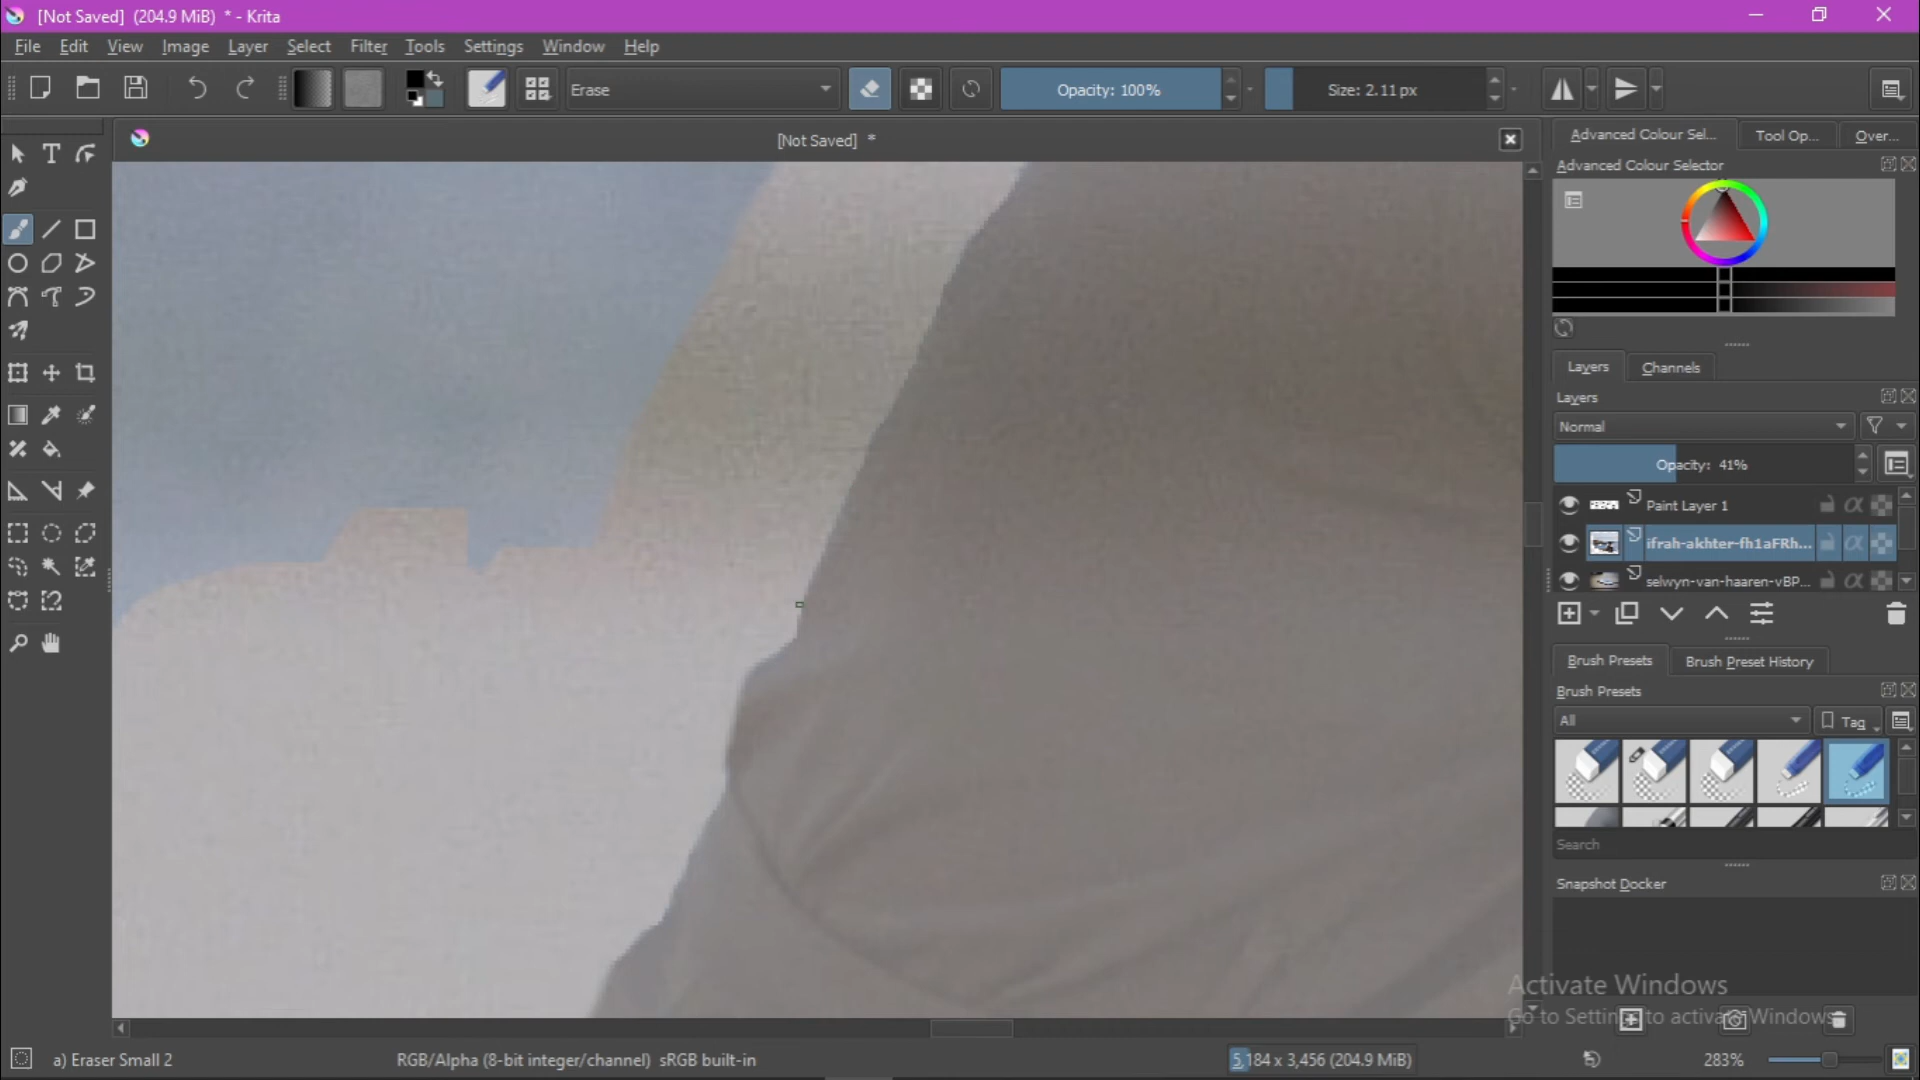 [Not Saved] (204.9 MiB) * - Krita
File Edit View Image Layer Select Filter Tools Settings Window Help
Erase Opacity: 100% Size: 2.11 px
[Not Saved] *
Advanced Colour Sel... Tool Op... Over...
Advanced Colour Selector
Layers Channels
Layers
Normal
Opacity: 41%
Paint Layer 1
ifrah-akhter-fh1aFRh...
selwyn-van-haaren-vBP...
Brush Presets Brush Preset History
Brush Presets
All Tag
Search
Snapshot Docker
Activate Windows
Go to Settings to activate Windows.
a) Eraser Small 2 RGB/Alpha (8-bit integer/channel) sRGB built-in 5,184 x 3,456 (204.9 MiB) 283%